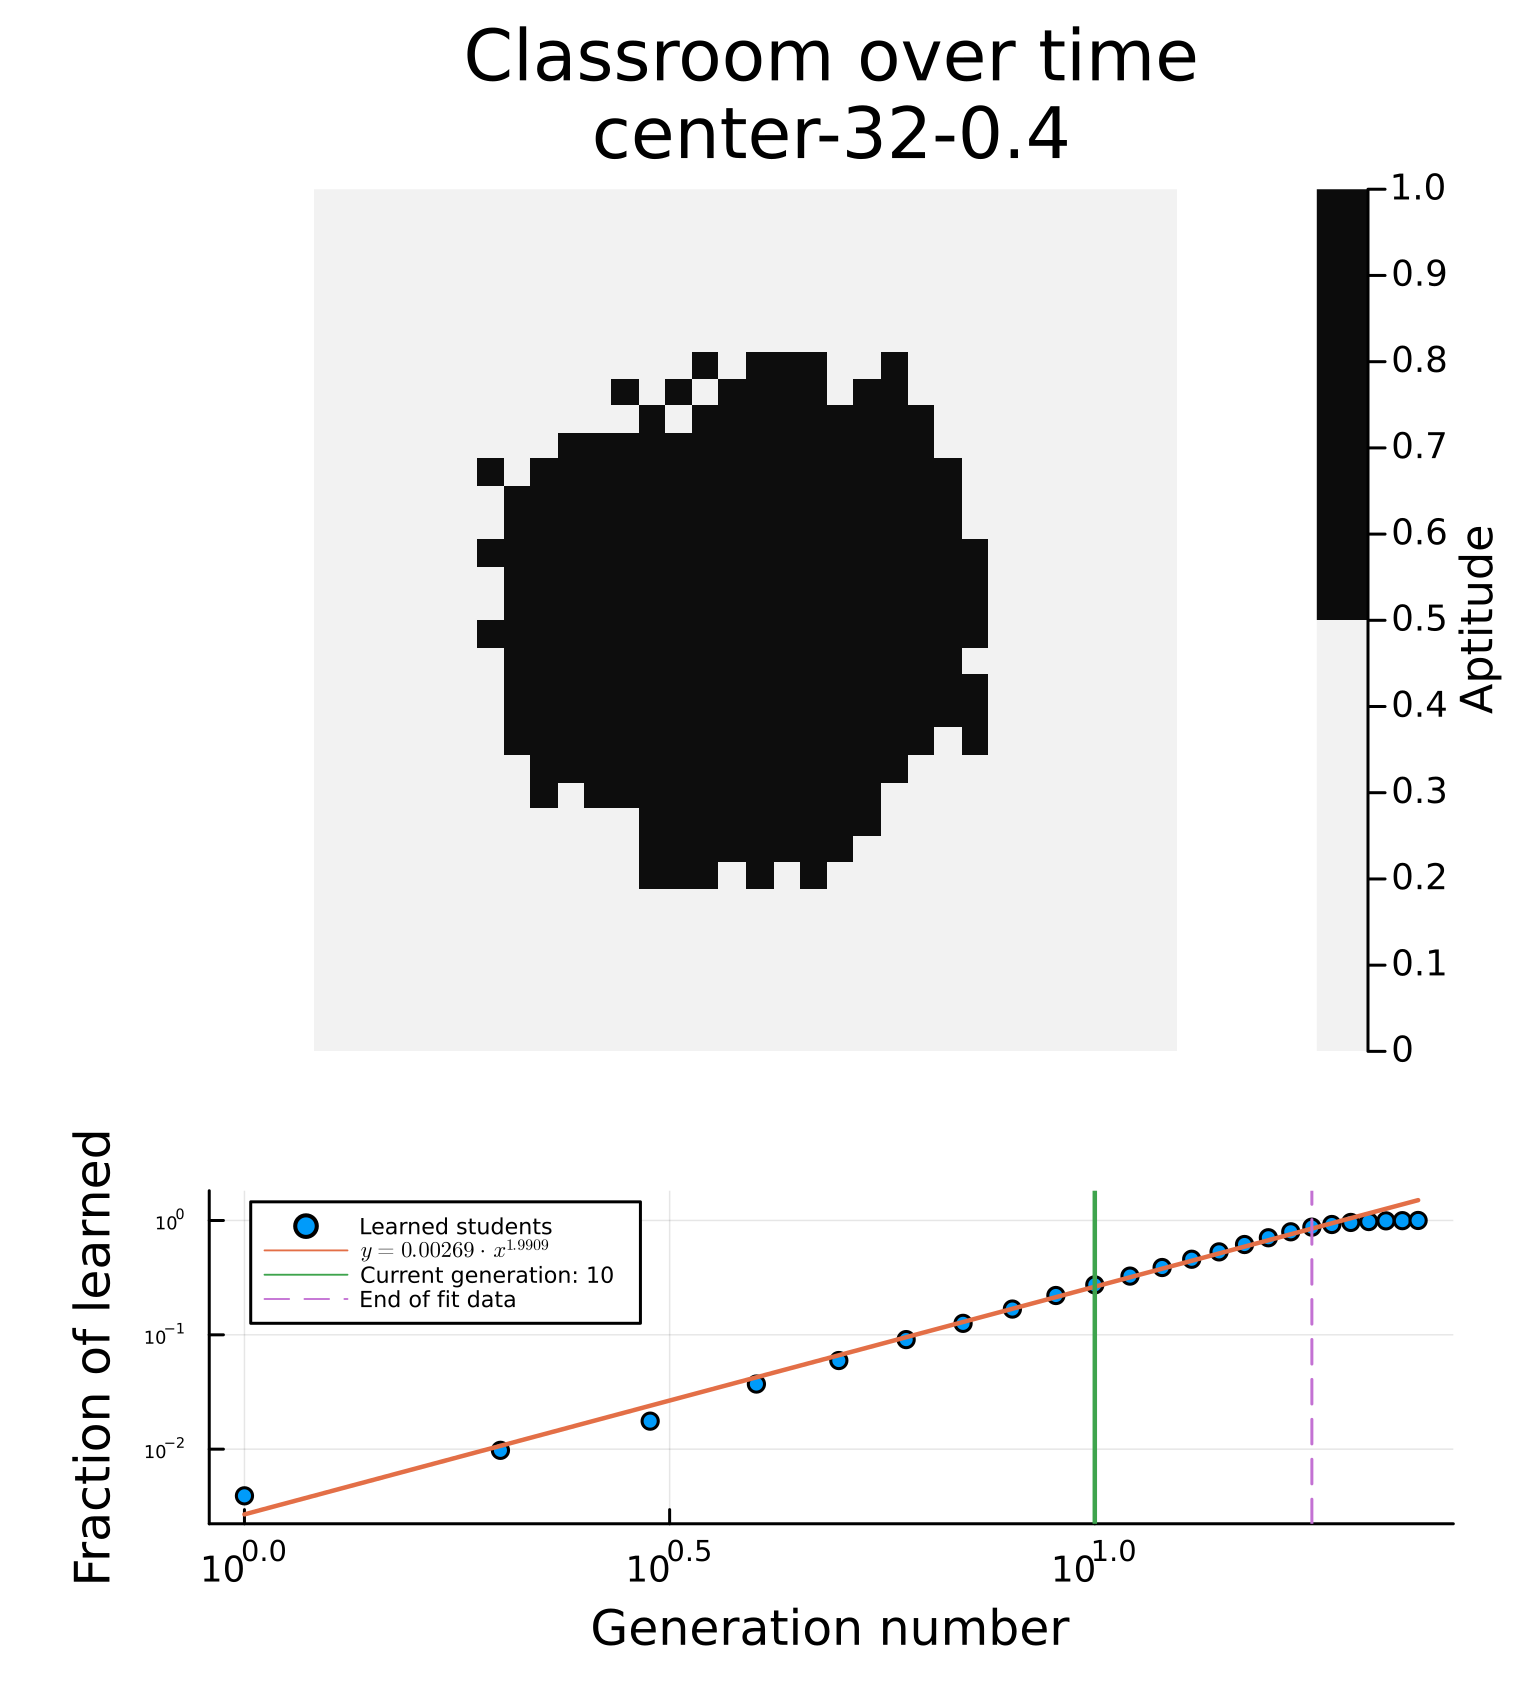 Classroom over time
center-32-0.4
1.0
0.9
0.8
0.7
0.6
0.5
0.4
0.3
0.2
0.1
0
Aptitude
Fraction of learned
10⁰
10⁻¹
10⁻²
Learned students
y = 0.00269 · x^1.9909
Current generation: 10
End of fit data
10^0.0
10^0.5
10^1.0
Generation number